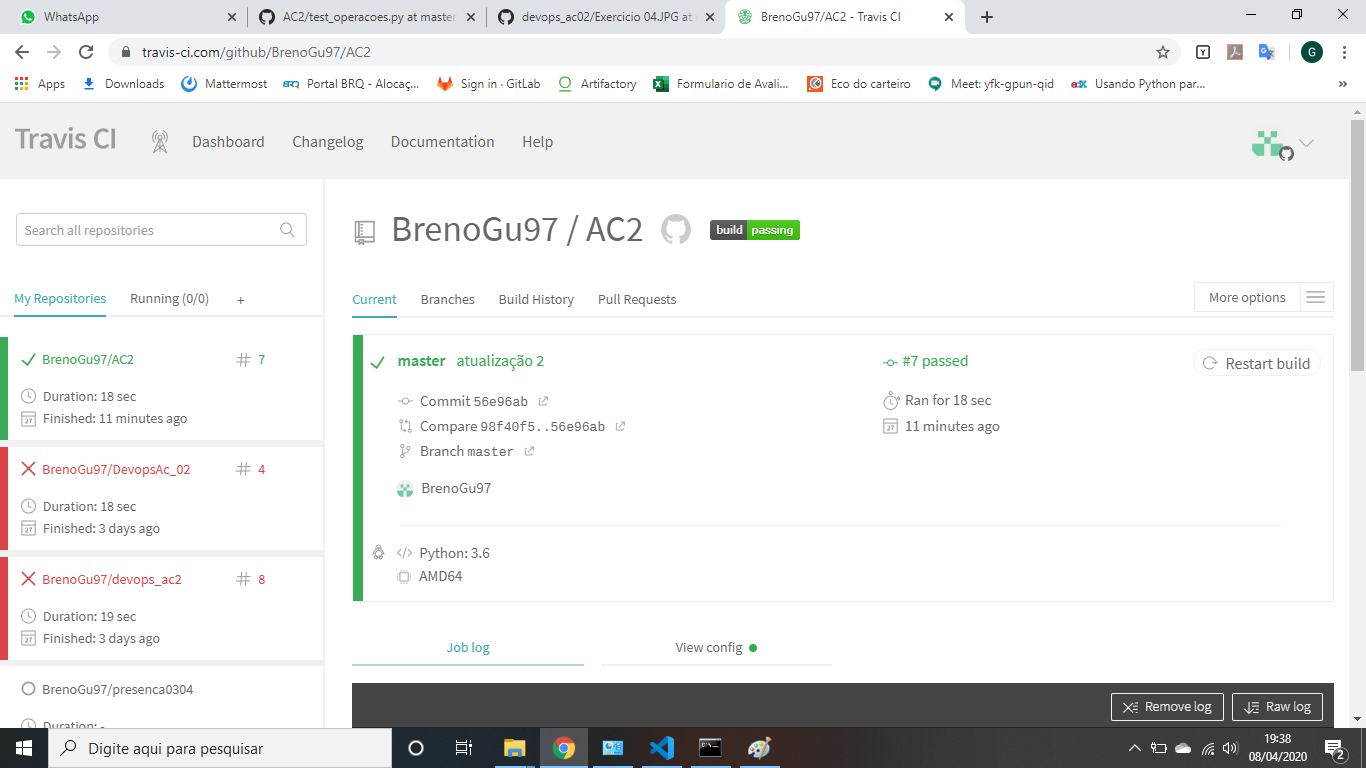 WhatsApp
AC2/test_operacoes.py at master
devops_ac02/Exercicio 04.JPG at
BrenoGu97/AC2 - Travis CI
travis-ci.com/github/BrenoGu97/AC2
G
Apps
Downloads
Mattermost
BRQ
Portal BRQ - Alocaç...
Sign in · GitLab
Artifactory
Formulario de Avali...
Eco do carteiro
Meet: yfk-gpun-qid
edX
Usando Python par...
»
Travis CI
Dashboard
Changelog
Documentation
Help
Search all repositories
My Repositories
Running (0/0)
+
BrenoGu97/AC2
# 7
Duration: 18 sec
27 Finished: 11 minutes ago
BrenoGu97/DevopsAc_02
# 4
Duration: 18 sec
27 Finished: 3 days ago
BrenoGu97/devops_ac2
# 8
Duration: 19 sec
27 Finished: 3 days ago
BrenoGu97/presenca0304
Duration: -
BrenoGu97 / AC2
build passing
Current
Branches
Build History
Pull Requests
More options
master atualização 2
Commit 56e96ab
Compare 98f40f5..56e96ab
Branch master
BrenoGu97
#7 passed
Ran for 18 sec
27 11 minutes ago
Restart build
</> Python: 3.6
AMD64
Job log
View config
Remove log
Raw log
Digite aqui para pesquisar
19:38
08/04/2020
2